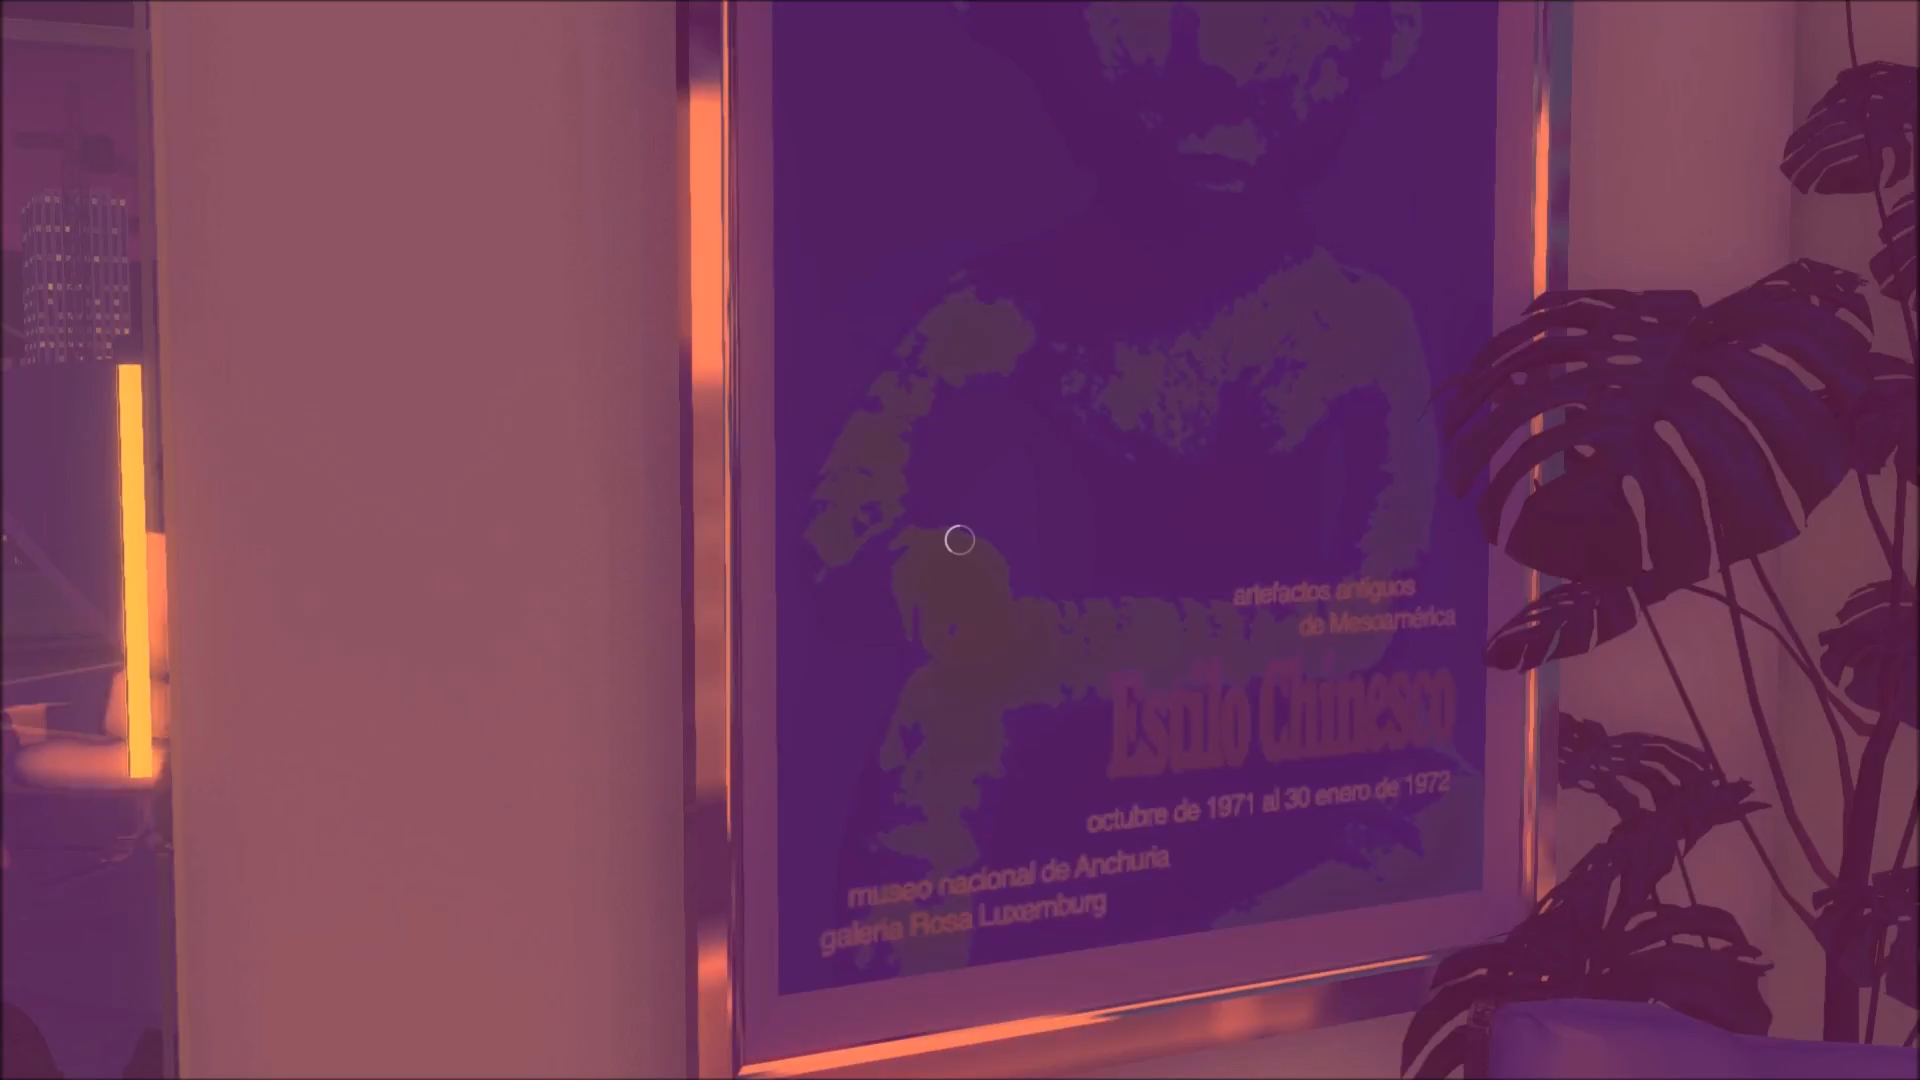 artefactos antiguos
de Mesoamérica
Estilo Chinesco
octubre de 1971 al 30 enero de 1972
museo nacional de Anchuria
galeria Rosa Luxemburg